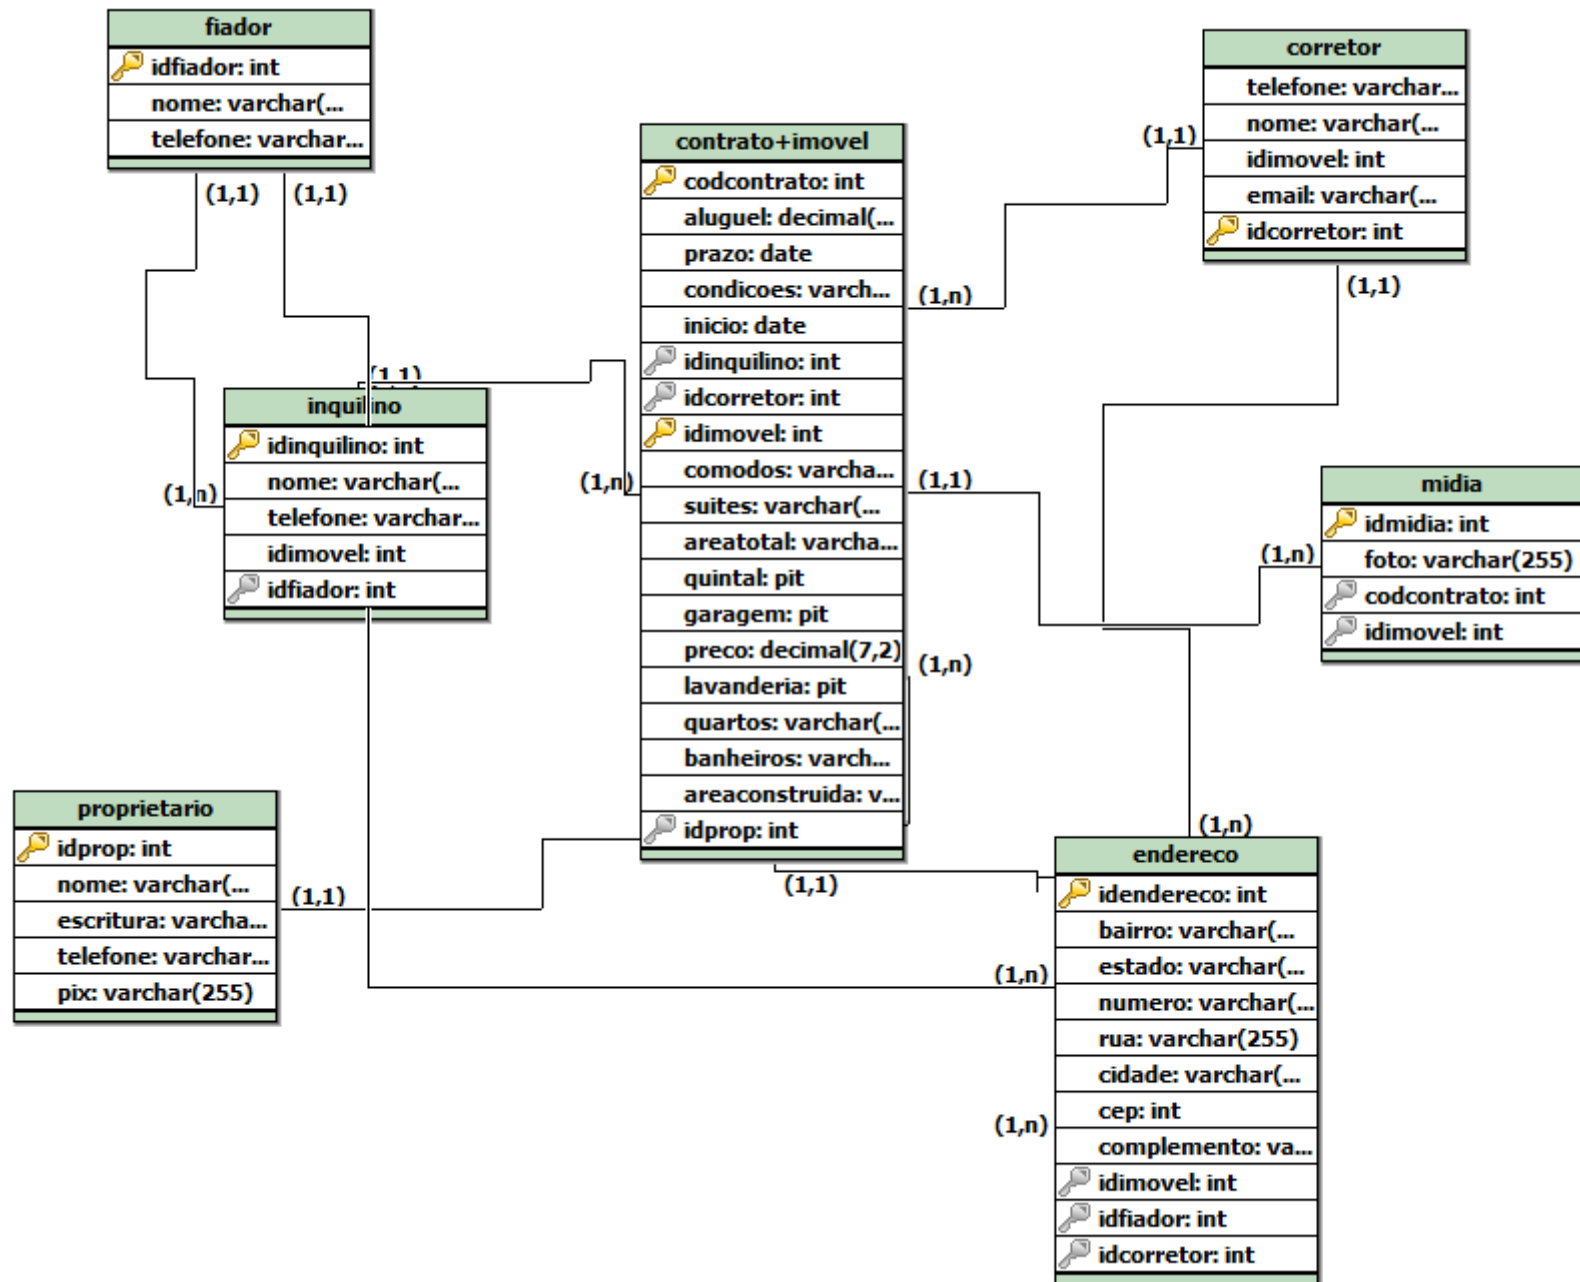 fiador
idfiador: int
nome: varchar(...
telefone: varchar...
(1,1)
(1,1)
corretor
telefone: varchar...
nome: varchar(...
idimovel: int
email: varchar(...
idcorretor: int
(1,1)
(1,1)
contrato+imovel
codcontrato: int
aluguel: decimal(...
prazo: date
condicoes: varch...
inicio: date
idinquilino: int
idcorretor: int
idimovel: int
comodos: varcha...
suites: varchar(...
areatotal: varcha...
quintal: pit
garagem: pit
preco: decimal(7,2)
lavanderia: pit
quartos: varchar(...
banheiros: varch...
areaconstruida: v...
idprop: int
(1,n)
(1,n)
(1,1)
(1,n)
(1,1)
(1,1)
inquilino
idinquilino: int
nome: varchar(...
telefone: varchar...
idimovel: int
idfiador: int
(1,n)
midia
idmidia: int
foto: varchar(255)
codcontrato: int
idimovel: int
(1,n)
proprietario
idprop: int
nome: varchar(...
escritura: varcha...
telefone: varchar...
pix: varchar(255)
(1,1)
(1,n)
endereco
idendereco: int
bairro: varchar(...
estado: varchar(...
numero: varchar(...
rua: varchar(255)
cidade: varchar(...
cep: int
complemento: va...
idimovel: int
idfiador: int
idcorretor: int
(1,n)
(1,n)